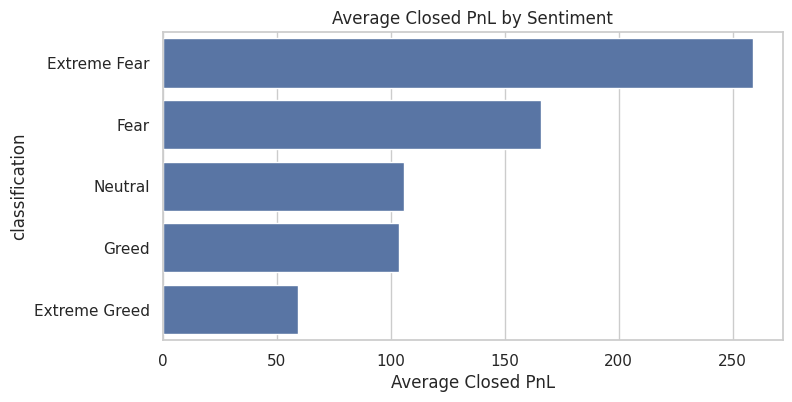 Average Closed PnL by Sentiment
classification
Extreme Fear
Fear
Neutral
Greed
Extreme Greed
0 50 100 150 200 250
Average Closed PnL